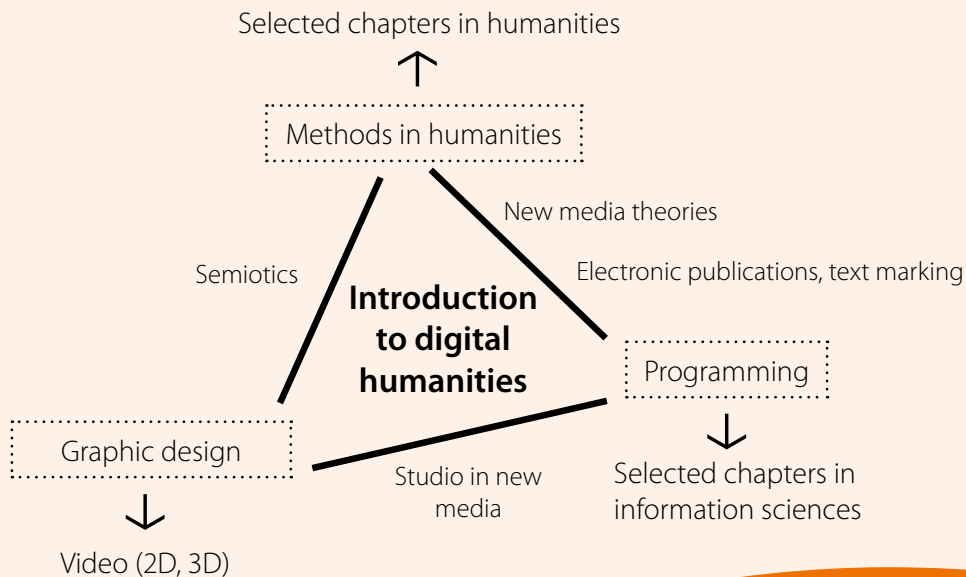 Selected chapters in humanities
Methods in humanities
New media theories
Semiotics
Electronic publications, text marking
Introduction
to digital
humanities
Programming
Graphic design
Studio in new
media
Selected chapters in
information sciences
Video (2D, 3D)